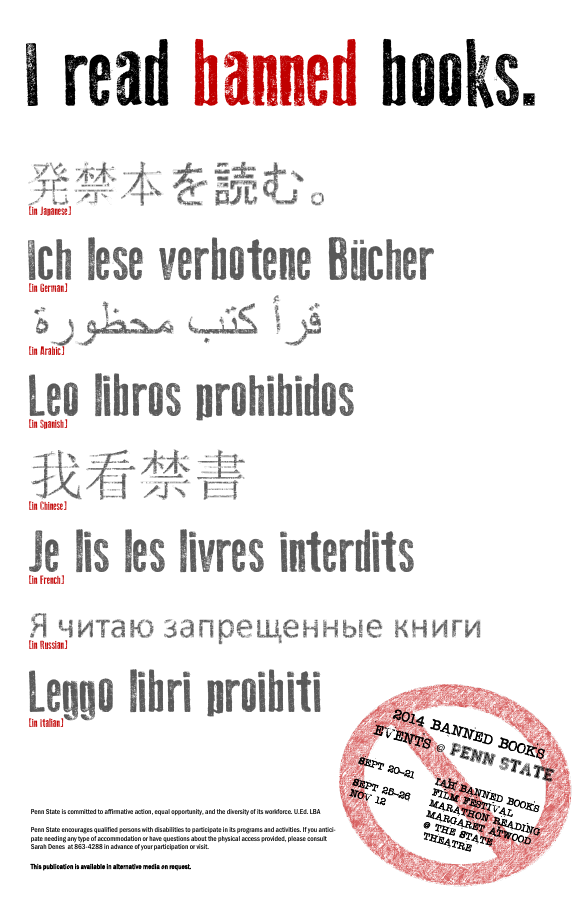 I read banned books.
発禁本を読む。
[in Japanese]
Ich lese verbotene Bücher
[in German]
قرأ كتب محظورة
[in Arabic]
Leo libros prohibidos
[in Spanish]
我看禁書
[in Chinese]
Je lis les livres interdits
[in French]
Я читаю запрещенные книги
[in Russian]
Leggo libri proibiti
[in italian]
2014 BANNED BOOKS
EVENTS @ PENN STATE
SEPT 20-21
IAH BANNED BOOKS
FILM FESTIVAL
SEPT 25-26
MARATHON READING
NOV 12
MARGARET ATWOOD
@ THE STATE
THEATRE
Penn State is committed to affirmative action, equal opportunity, and the diversity of its workforce. U.Ed. LBA
Penn State encourages qualified persons with disabilities to participate in its programs and activities. If you antici-
pate needing any type of accommodation or have questions about the physical access provided, please consult
Sarah Denes at 863-4288 in advance of your participation or visit.
This publication is available in alternative media on request.